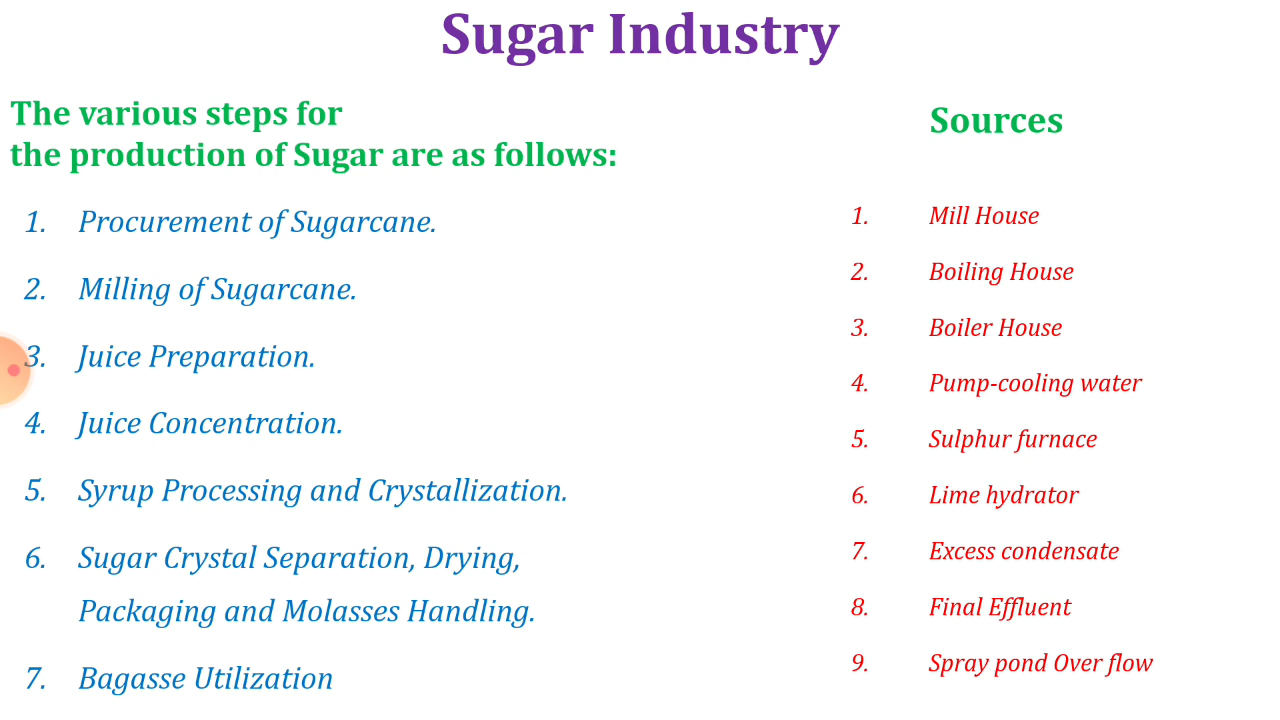 Sugar Industry
The various steps for
the production of Sugar are as follows:
1. Procurement of Sugarcane.
2. Milling of Sugarcane.
3. Juice Preparation.
4. Juice Concentration.
5. Syrup Processing and Crystallization.
6. Sugar Crystal Separation, Drying,
Packaging and Molasses Handling.
7. Bagasse Utilization
Sources
1. Mill House
2. Boiling House
3. Boiler House
4. Pump-cooling water
5. Sulphur furnace
6. Lime hydrator
7. Excess condensate
8. Final Effluent
9. Spray pond Over flow